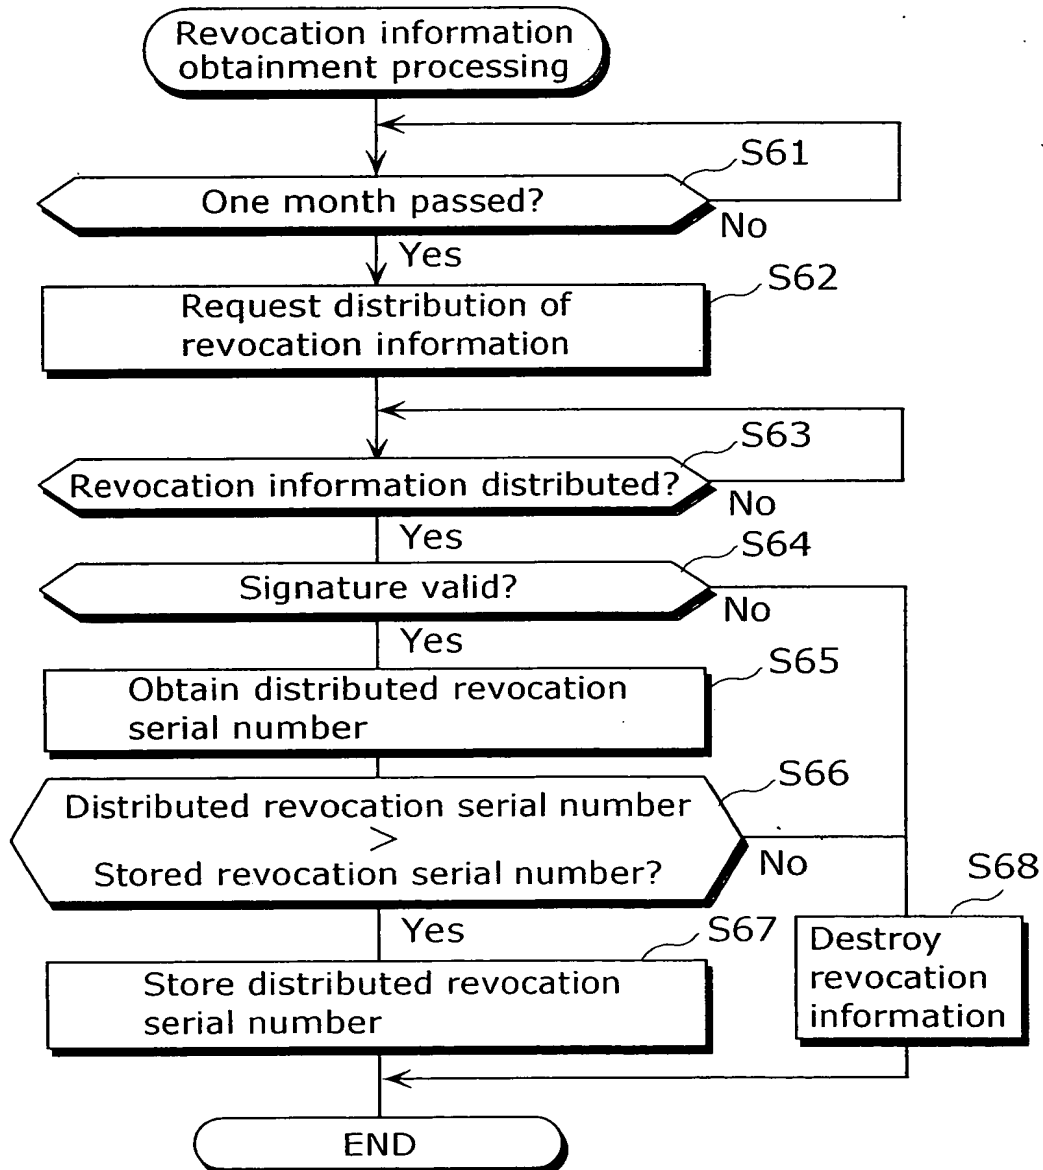 Revocation information
obtainment processing
S61
One month passed?
No
Yes
S62
Request distribution of
revocation information
S63
Revocation information distributed?
No
Yes
S64
Signature valid?
No
Yes
S65
Obtain distributed revocation
serial number
S66
Distributed revocation serial number
>
Stored revocation serial number?
No
Yes
S67
Store distributed revocation
serial number
S68
Destroy
revocation
information
END